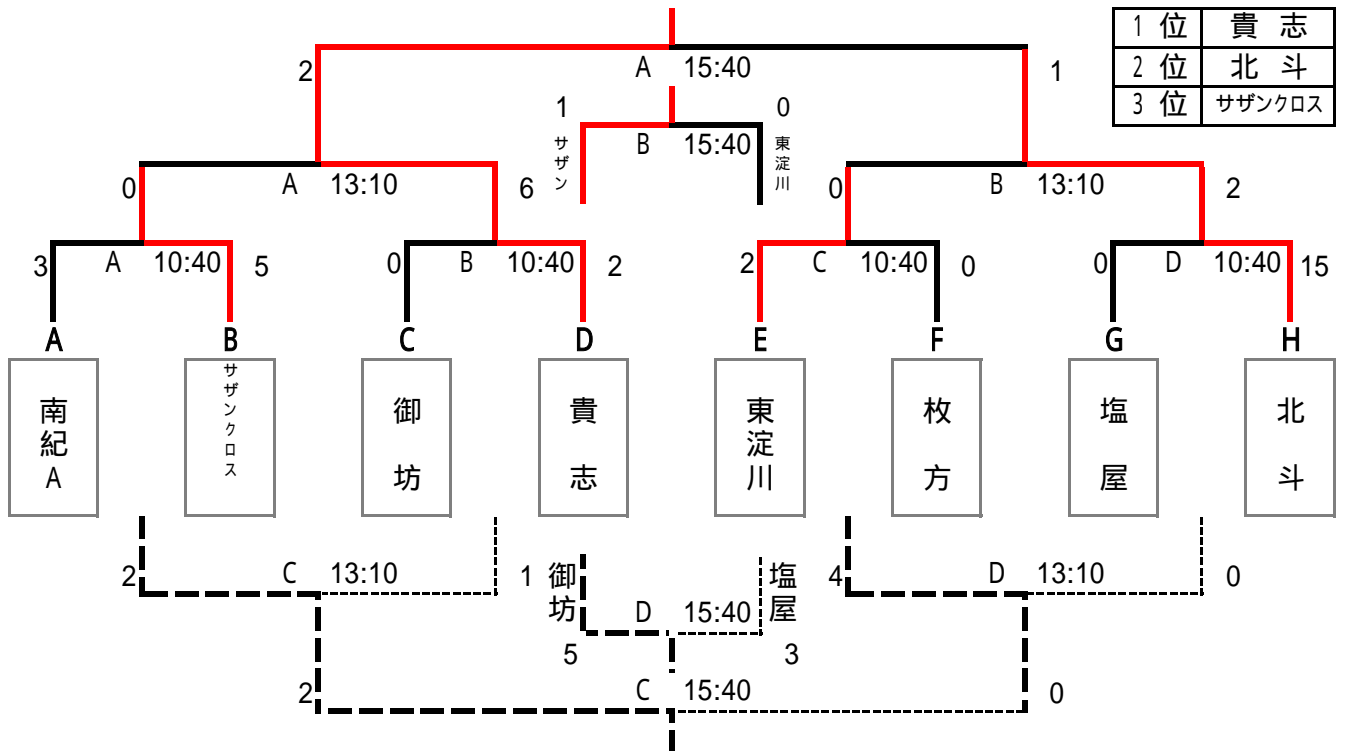 1 位 貴 志
2 位 北 斗
3 位 サザンクロス
2 A 15:40 1
1 0
サザン B 15:40 東淀川
0 A 13:10 6
0 B 13:10 2
3 A 10:40 5
0 B 10:40 2
2 C 10:40 0
0 D 10:40 15
A B C D E F G H
南紀A
サザンクロス
御坊
貴志
東淀川
枚方
塩屋
北斗
2 C 13:10 1
御坊 D 15:40 塩屋
4 D 13:10 0
5 3
2 C 15:40 0